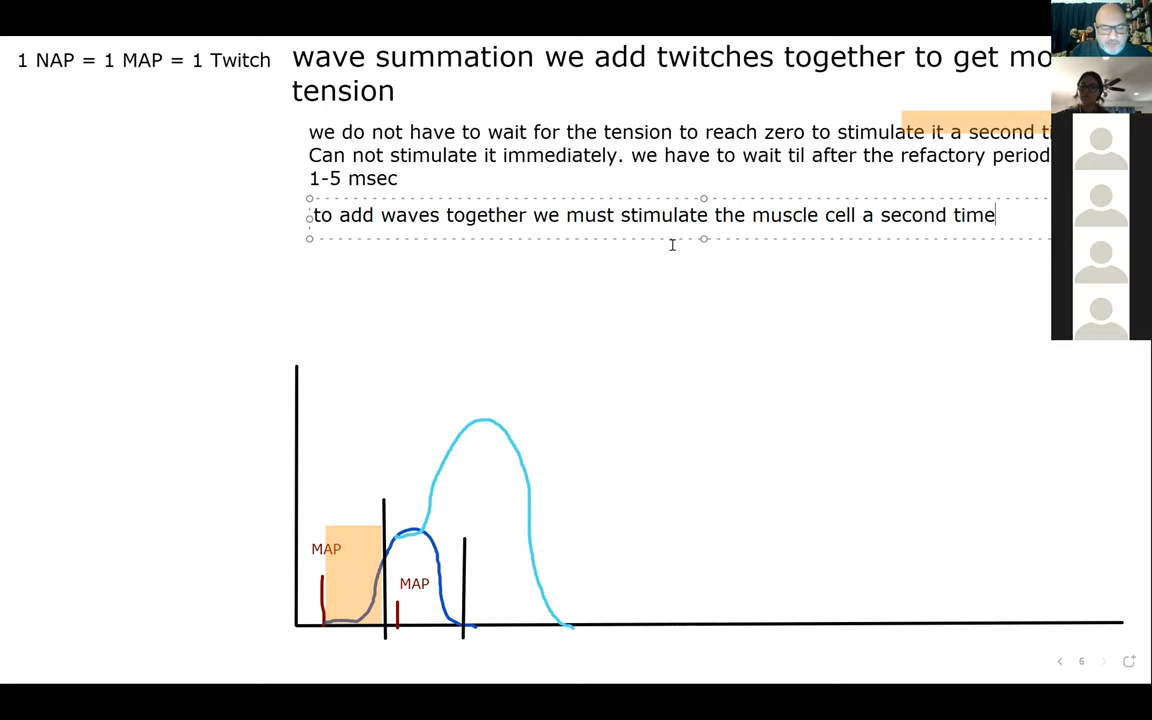 1 NAP = 1 MAP = 1 Twitch
wave summation we add twitches together to get mo
tension
we do not have to wait for the tension to reach zero to stimulate it a second t
Can not stimulate it immediately. we have to wait til after the refactory period
1-5 msec
to add waves together we must stimulate the muscle cell a second time
MAP
MAP
6